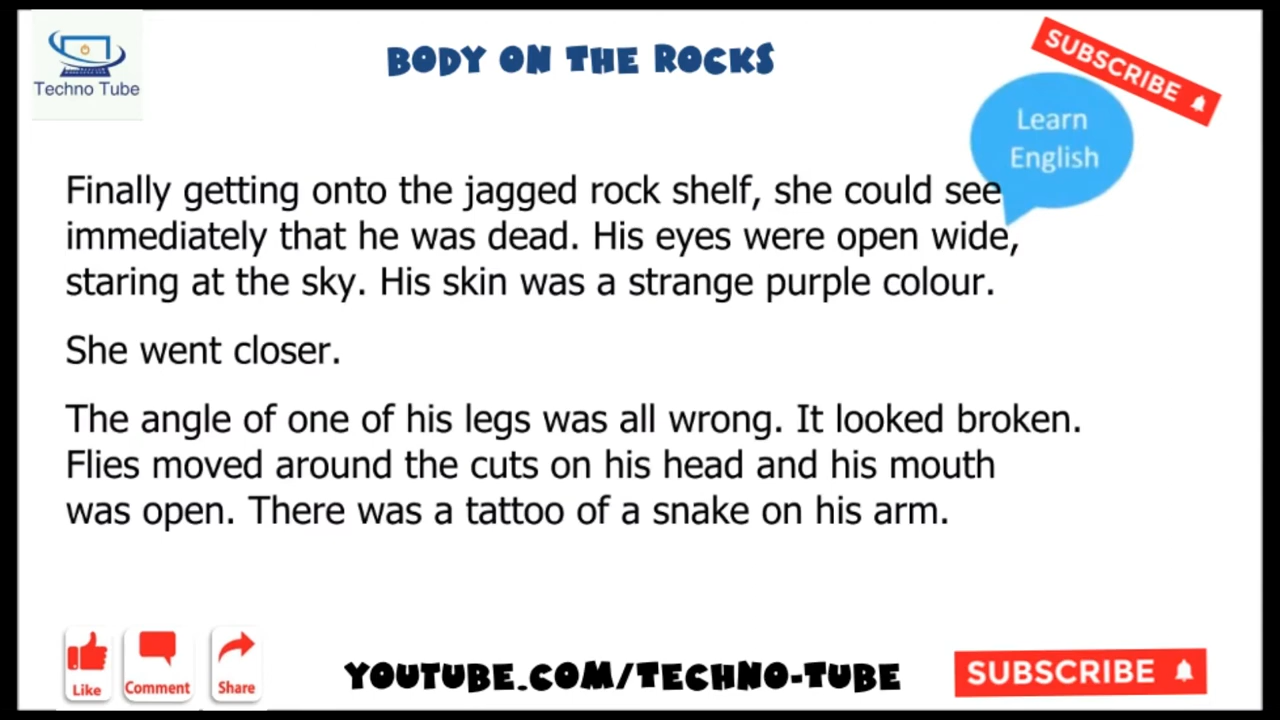 Techno Tube
BODY ON THE ROCKS
SUBSCRIBE
Learn
English
Finally getting onto the jagged rock shelf, she could see
immediately that he was dead. His eyes were open wide,
staring at the sky. His skin was a strange purple colour.
She went closer.
The angle of one of his legs was all wrong. It looked broken.
Flies moved around the cuts on his head and his mouth
was open. There was a tattoo of a snake on his arm.
Like
Comment
Share
YOUTUBE.COM/TECHNO-TUBE
SUBSCRIBE